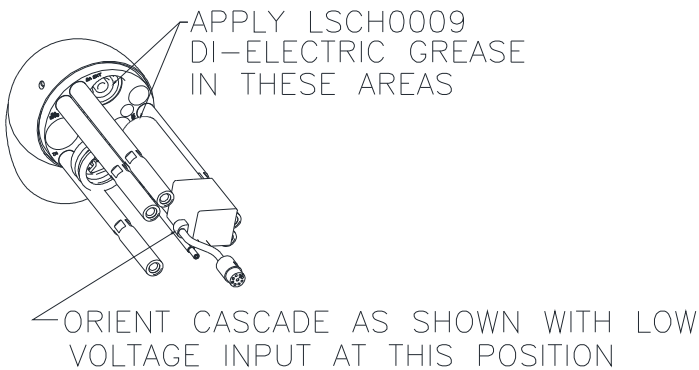 APPLY LSCH0009
DI-ELECTRIC GREASE
IN THESE AREAS
ORIENT CASCADE AS SHOWN WITH LOW
VOLTAGE INPUT AT THIS POSITION